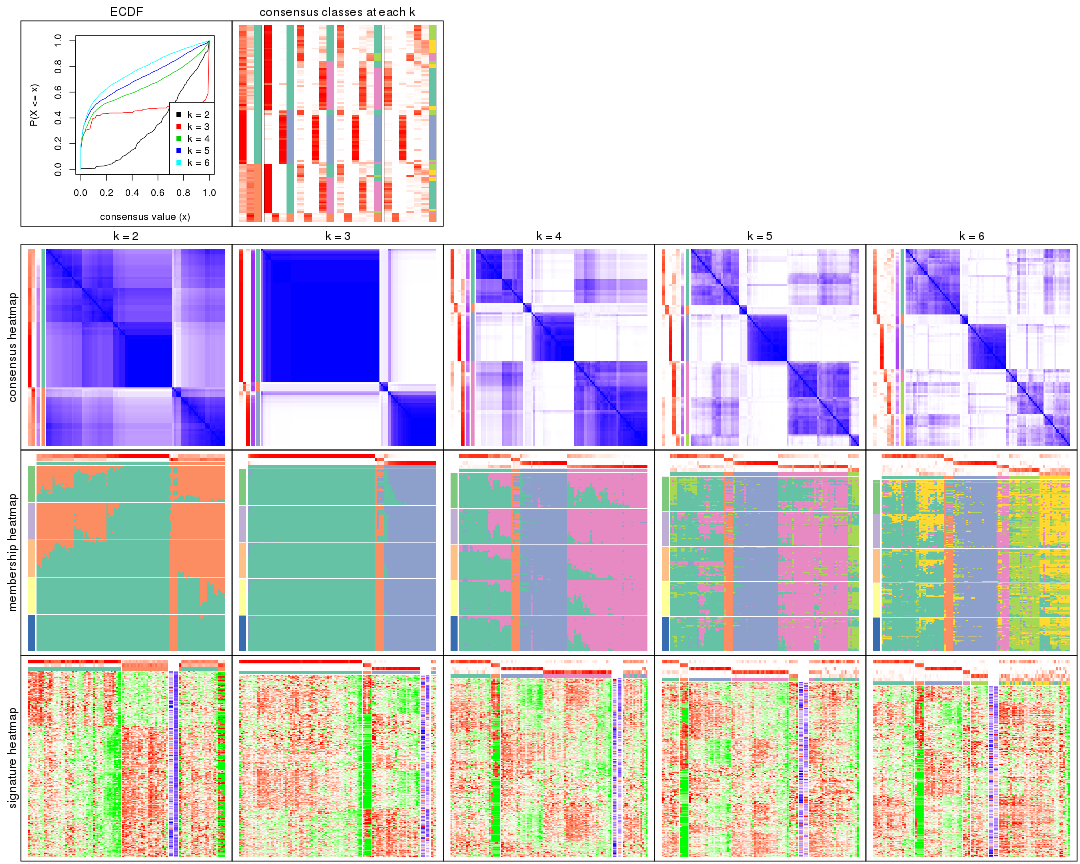 ECDF
consensus classes at each k
P(X <= x)
0.0
0.2
0.4
0.6
0.8
1.0
k = 2
k = 3
k = 4
k = 5
k = 6
0.0 0.2 0.4 0.6 0.8 1.0
consensus value (x)
k = 2
k = 3
k = 4
k = 5
k = 6
consensus heatmap
membership heatmap
signature heatmap